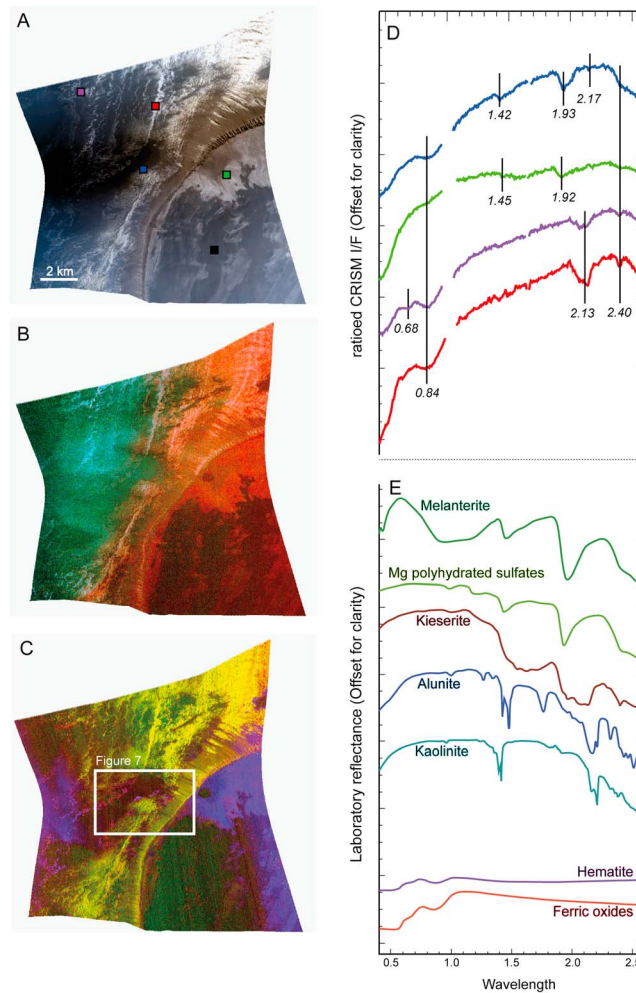 A
2 km
B
C
Figure 7
D
ratioed CRISM I/F (Offset for clarity)
1.42
1.93
2.17
1.45
1.92
0.68
2.13
2.40
0.84
E
Laboratory reflectance (Offset for clarity)
Melanterite
Mg polyhydrated sulfates
Kieserite
Alunite
Kaolinite
Hematite
Ferric oxides
0.5 1.0 1.5 2.0 2.5
Wavelength